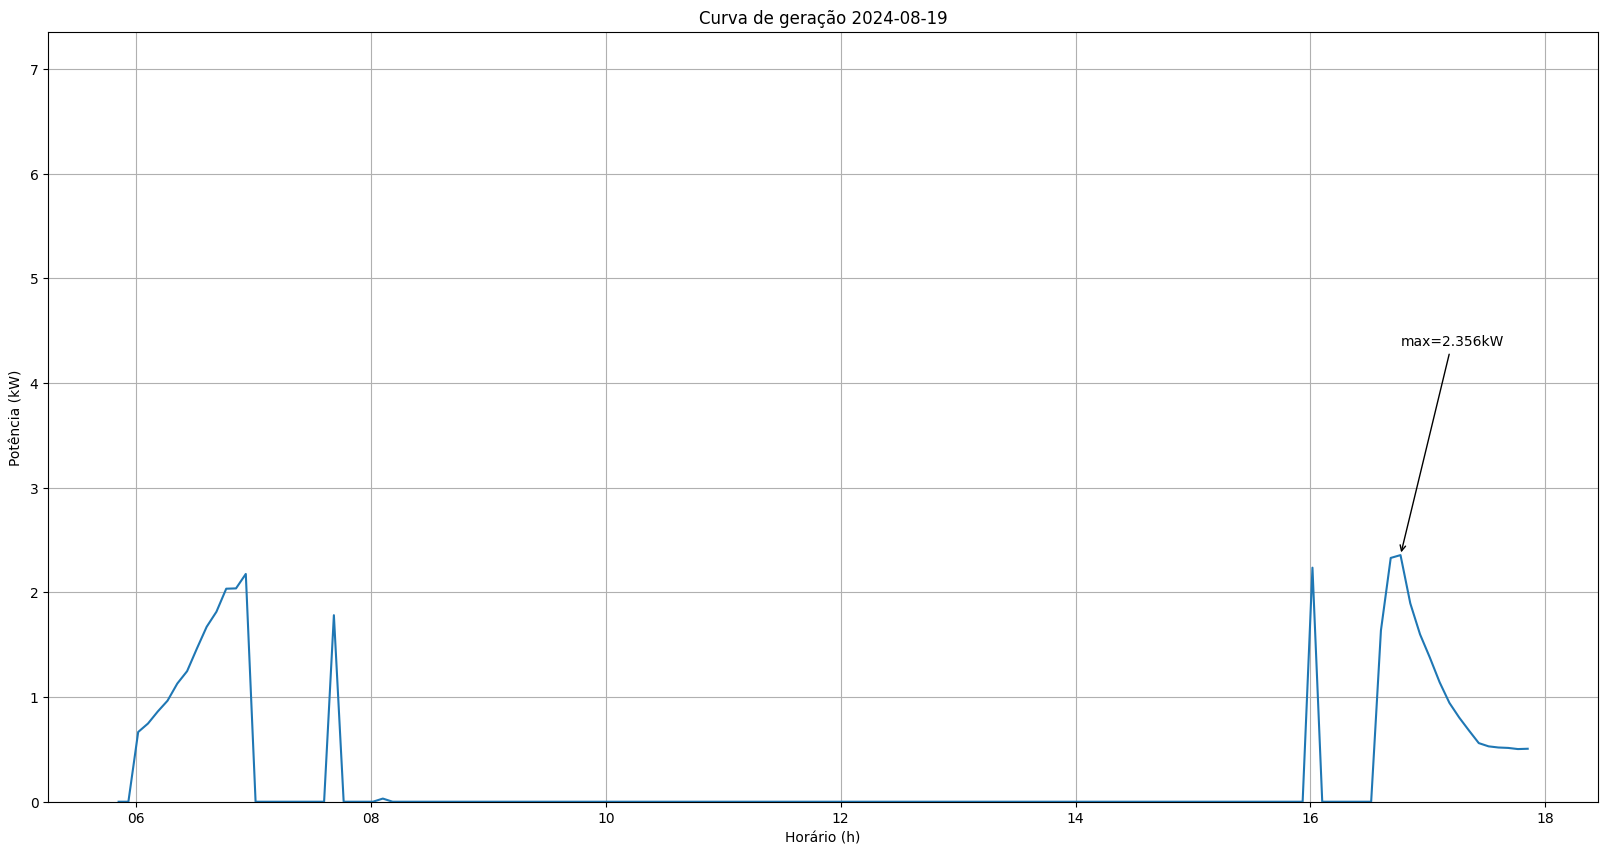 Curva de geração 2024-08-19
7
6
5
4
3
2
1
0
Potência (kW)
max=2.356kW
06 08 10 12 14 16 18
Horário (h)